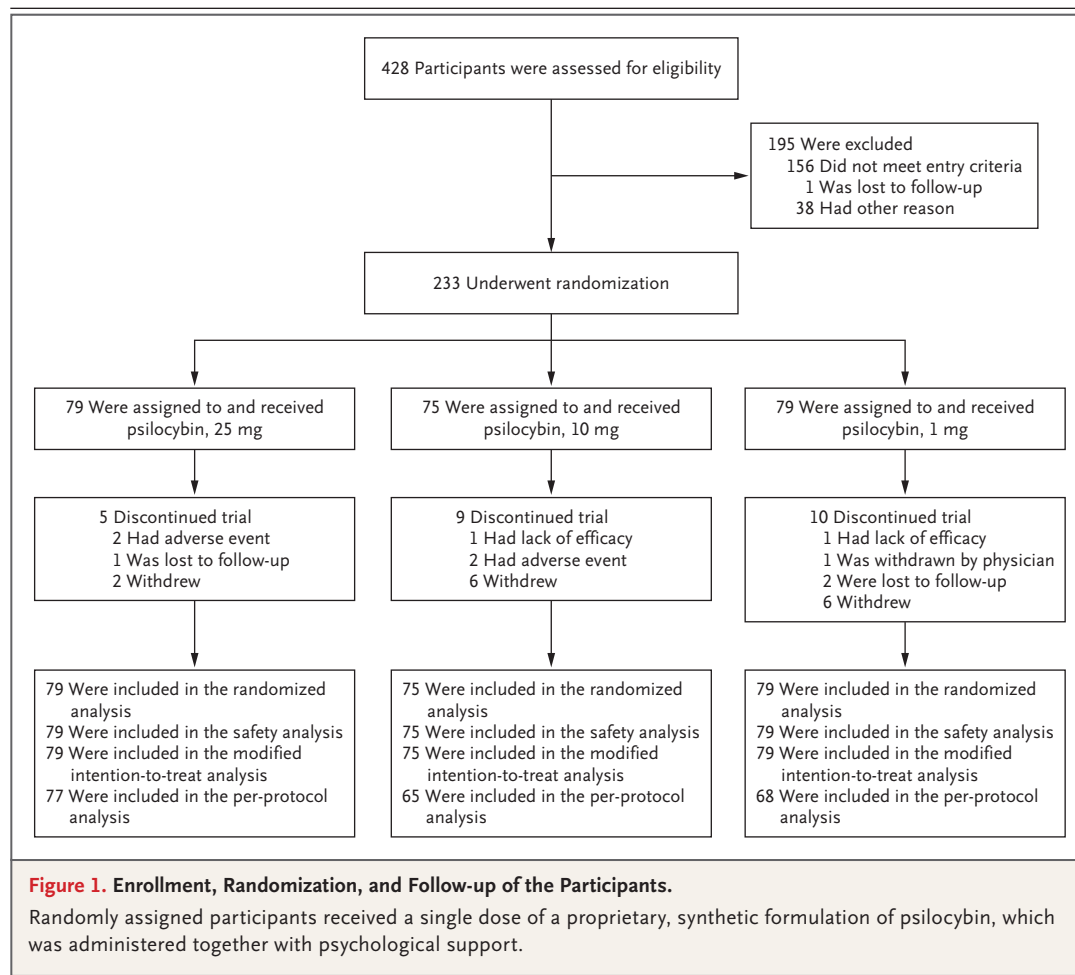 428 Participants were assessed for eligibility
195 Were excluded
156 Did not meet entry criteria
1 Was lost to follow-up
38 Had other reason
233 Underwent randomization
79 Were assigned to and received
psilocybin, 25 mg
75 Were assigned to and received
psilocybin, 10 mg
79 Were assigned to and received
psilocybin, 1 mg
5 Discontinued trial
2 Had adverse event
1 Was lost to follow-up
2 Withdrew
9 Discontinued trial
1 Had lack of efficacy
2 Had adverse event
6 Withdrew
10 Discontinued trial
1 Had lack of efficacy
1 Was withdrawn by physician
2 Were lost to follow-up
6 Withdrew
79 Were included in the randomized
analysis
79 Were included in the safety analysis
79 Were included in the modified
intention-to-treat analysis
77 Were included in the per-protocol
analysis
75 Were included in the randomized
analysis
75 Were included in the safety analysis
75 Were included in the modified
intention-to-treat analysis
65 Were included in the per-protocol
analysis
79 Were included in the randomized
analysis
79 Were included in the safety analysis
79 Were included in the modified
intention-to-treat analysis
68 Were included in the per-protocol
analysis
Figure 1. Enrollment, Randomization, and Follow-up of the Participants.
Randomly assigned participants received a single dose of a proprietary, synthetic formulation of psilocybin, which
was administered together with psychological support.